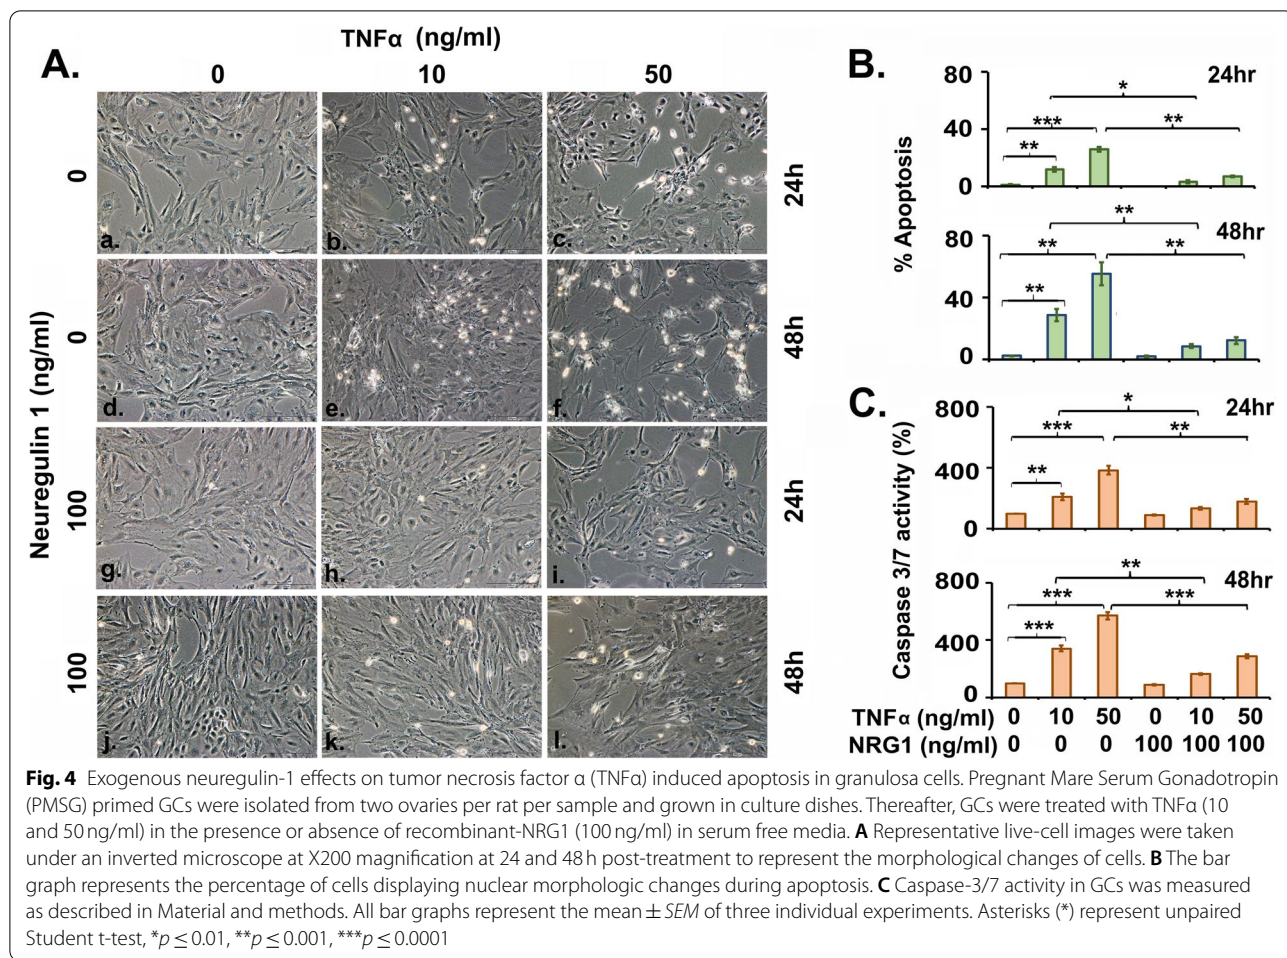 TNFα (ng/ml)
A.
0 10 50
Neuregulin 1 (ng/ml)
0
a. b. c.
24h
0
d. e. f.
48h
100
g. h. i.
24h
100
j. k. l.
48h
B.
% Apoptosis
24hr
80
40
0
* *** ** **
48hr
80
40
0
** ** ** **
C.
Caspase 3/7 activity (%)
24hr
800
400
0
* *** ** **
48hr
800
400
0
** *** *** ***
TNFα (ng/ml) 0 10 50 0 10 50
NRG1 (ng/ml) 0 0 0 100 100 100
Fig. 4 Exogenous neuregulin-1 effects on tumor necrosis factor α (TNFα) induced apoptosis in granulosa cells. Pregnant Mare Serum Gonadotropin
(PMSG) primed GCs were isolated from two ovaries per rat per sample and grown in culture dishes. Thereafter, GCs were treated with TNFα (10
and 50 ng/ml) in the presence or absence of recombinant-NRG1 (100 ng/ml) in serum free media. A Representative live-cell images were taken
under an inverted microscope at X200 magnification at 24 and 48 h post-treatment to represent the morphological changes of cells. B The bar
graph represents the percentage of cells displaying nuclear morphologic changes during apoptosis. C Caspase-3/7 activity in GCs was measured
as described in Material and methods. All bar graphs represent the mean ± SEM of three individual experiments. Asterisks (*) represent unpaired
Student t-test, *p ≤ 0.01, **p ≤ 0.001, ***p ≤ 0.0001